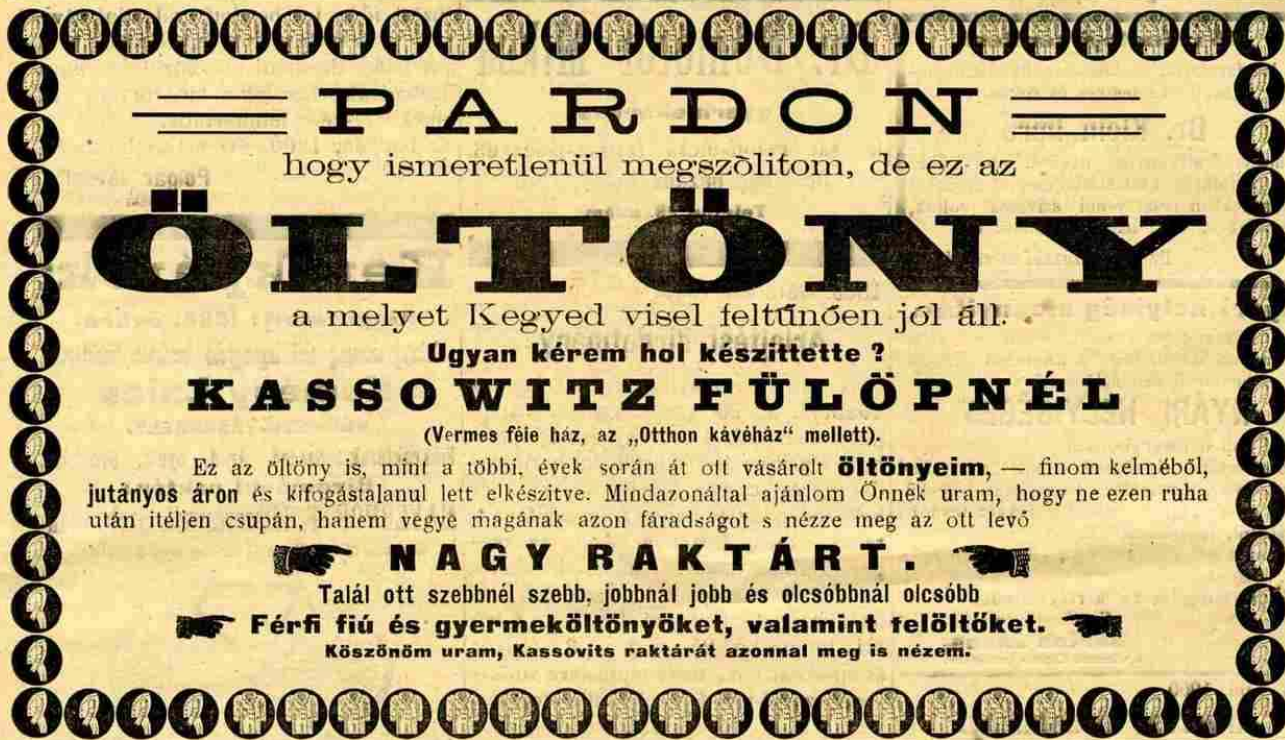 PARDON
hogy ismeretlenül megszólitom, de ez az
ÖLTÖNY
a melyet Kegyed visel feltűnően jól áll.
Ugyan kérem hol készittette ?
KASSOWITZ FÜLÖPNÉL
(Vermes féle ház, az „Otthon kávéház“ mellett).
Ez az öltöny is, mint a többi, évek során át ott vásárolt öltönyeim, — finom kelméből,
jutányos áron és kifogástalanul lett elkészitve. Mindazonáltal ajánlom Önnek uram, hogy ne ezen ruha
után itéljen csupán, hanem vegye magának azon fáradságot s nézze meg az ott levő
NAGY RAKTÁRT.
Talál ott szebbnél szebb, jobbnál jobb és olcsóbbnál olcsóbb
Férfi fiú és gyermeköltönyöket, valamint felöltőket.
Köszönöm uram, Kassovits raktárát azonnal meg is nézem.